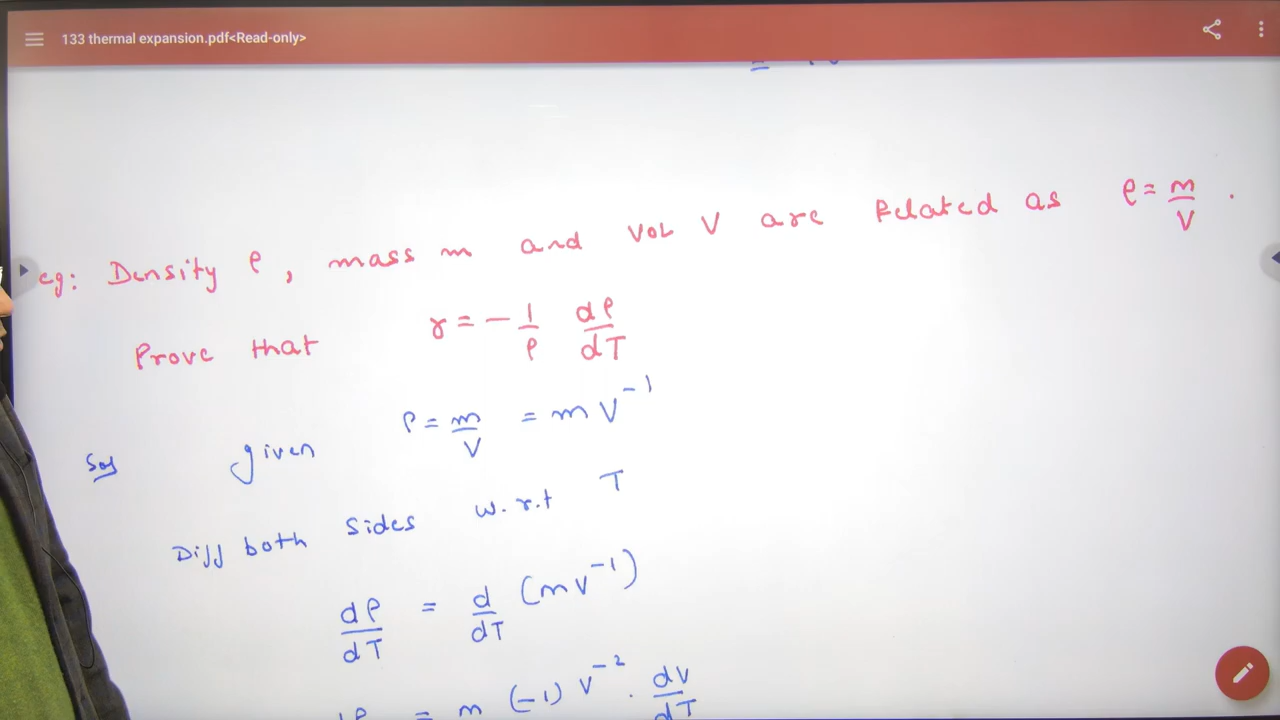 133 thermal expansion.pdf<Read-only>
eg: Density ρ, mass m and Vol V are Related as ρ = m/V .
Prove that γ = - 1/ρ dρ/dT
Sol given ρ = m/V = m V⁻¹
Diff both sides w.r.t T
dρ/dT = d/dT (mV⁻¹)
= m (-1) V⁻² . dV/dT